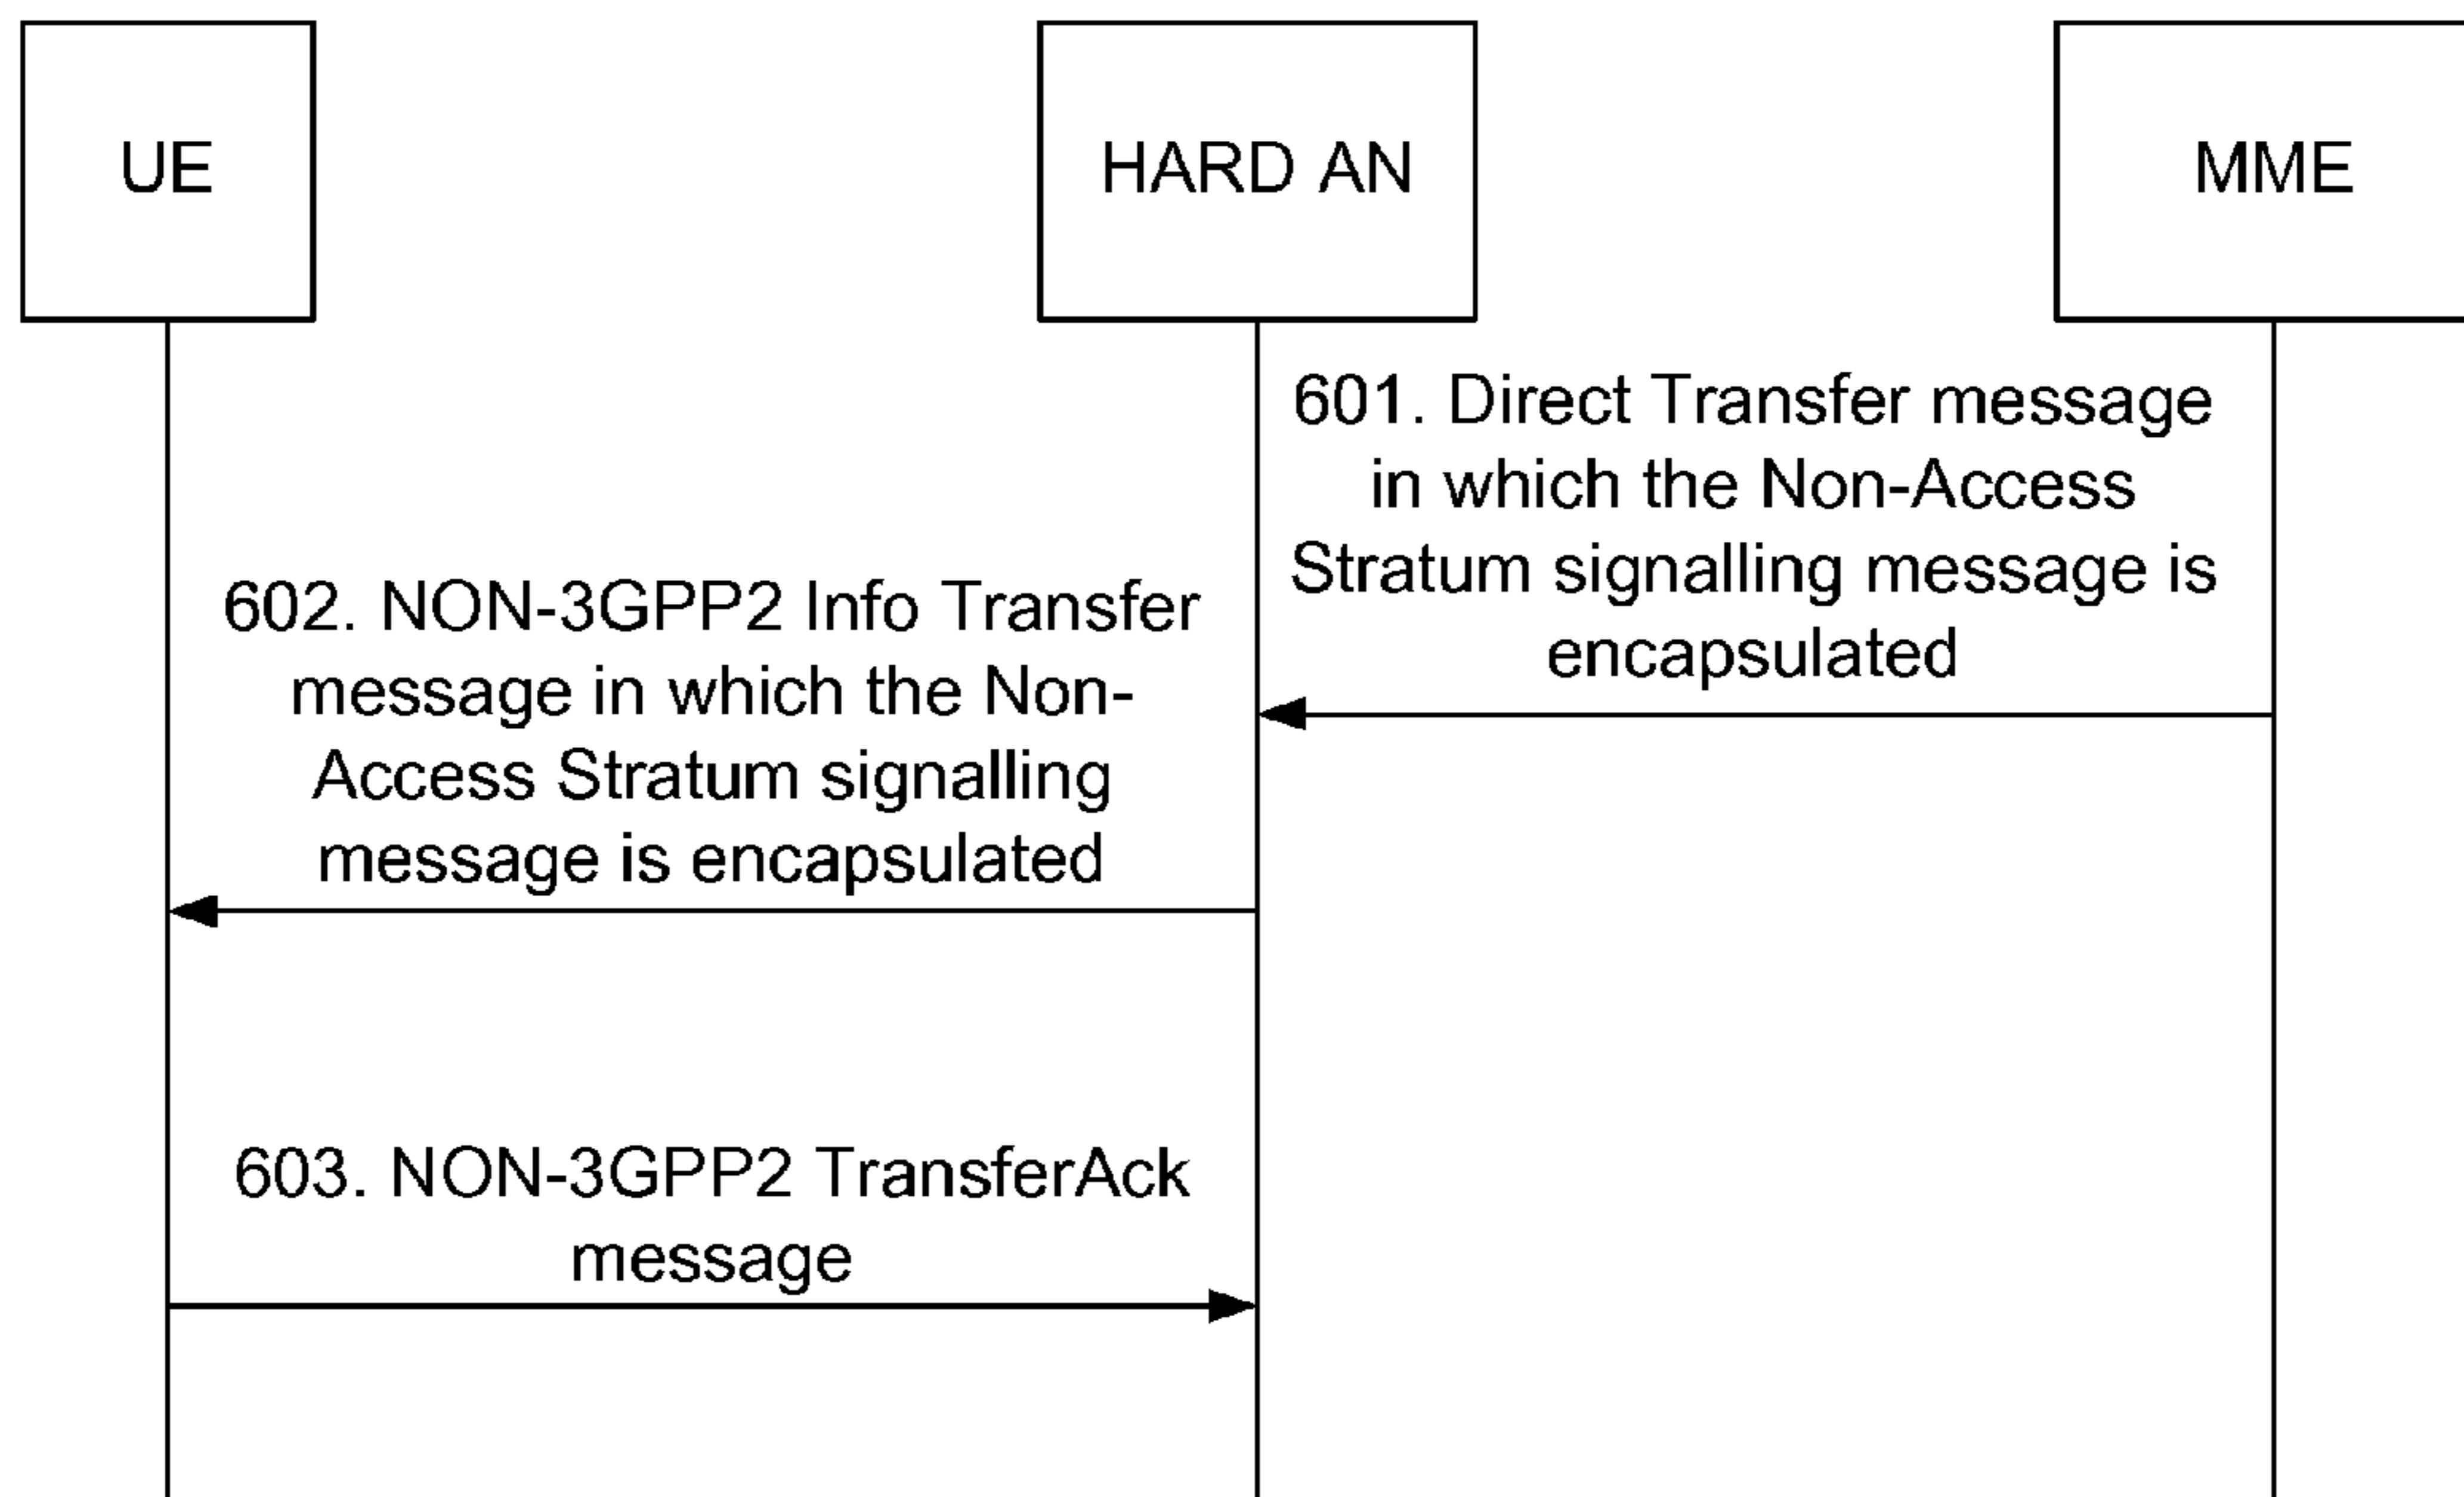 UE
HARD AN
MME
601. Direct Transfer message
in which the Non-Access
Stratum signalling message is
encapsulated
602. NON-3GPP2 Info Transfer
message in which the Non-
Access Stratum signalling
message is encapsulated
603. NON-3GPP2 TransferAck
message